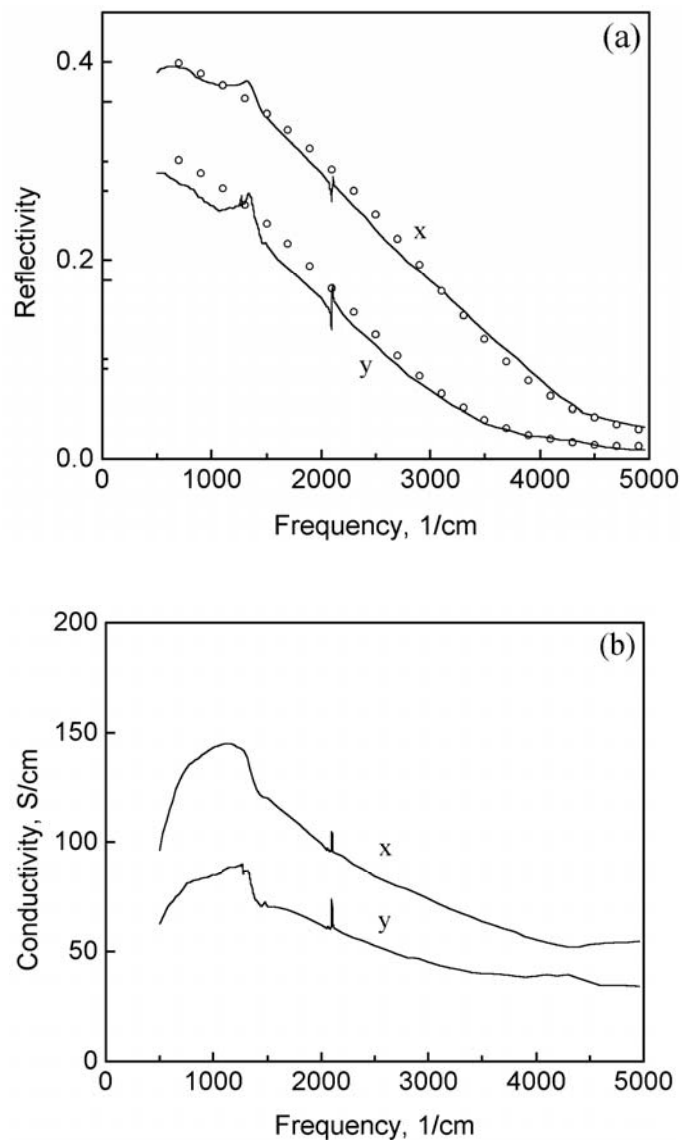 (a)
0.4
0.2
0.0
Reflectivity
x
y
0 1000 2000 3000 4000 5000
Frequency, 1/cm
(b)
200
150
100
50
0
Conductivity, S/cm
x
y
0 1000 2000 3000 4000 5000
Frequency, 1/cm